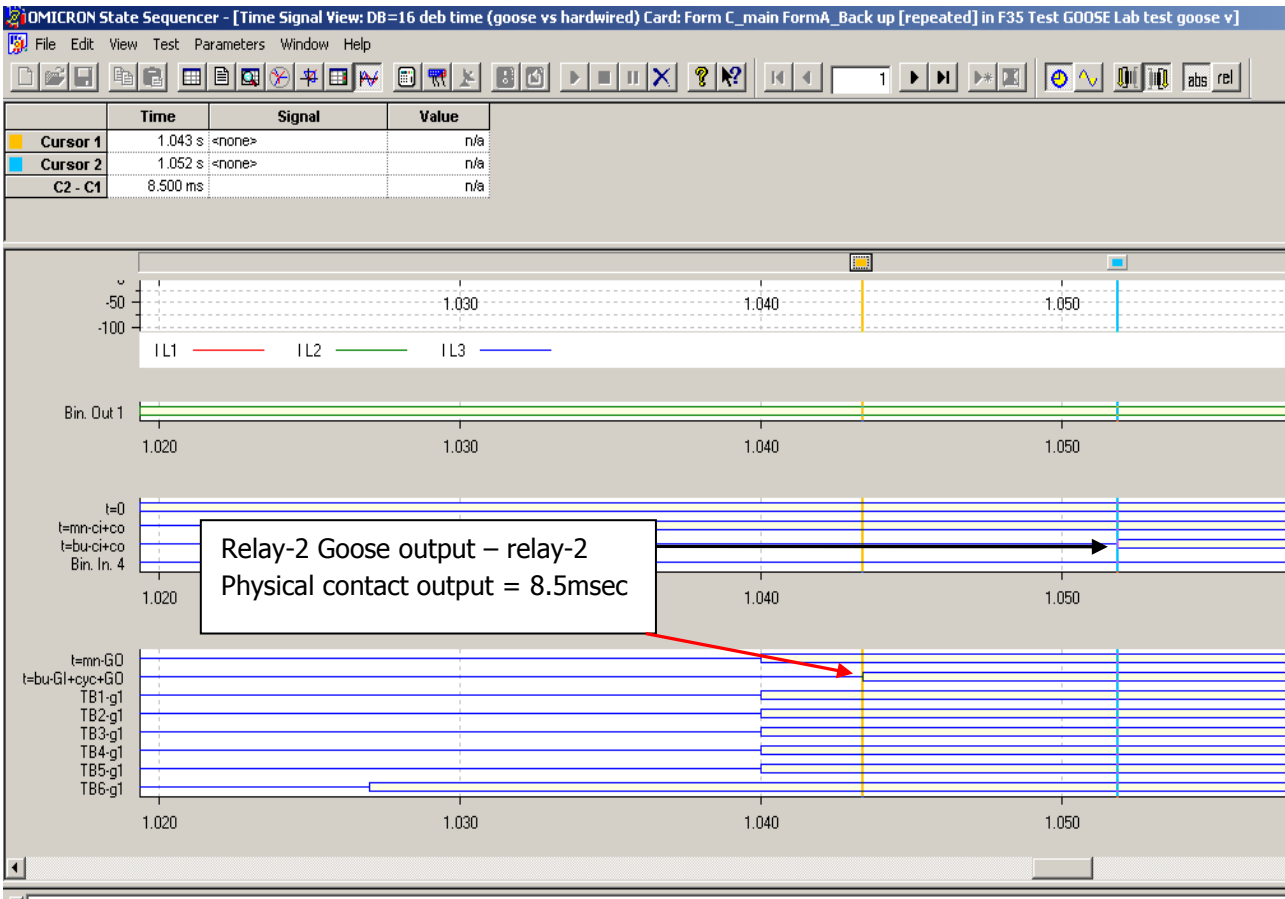 OMICRON State Sequencer - [Time Signal View: DB=16 deb time (goose vs hardwired) Card: Form C_main FormA_Back up [repeated] in F35 Test GOOSE Lab test goose v]
File Edit View Test Parameters Window Help
1
abs rel
Time Signal Value
Cursor 1 1.043 s <none> n/a
Cursor 2 1.052 s <none> n/a
C2 - C1 8.500 ms n/a
-50 1.030 1.040 1.050
-100
I L1 I L2 I L3
Bin. Out 1
1.020 1.030 1.040 1.050
t=0
t=mn-ci+co
t=bu-ci+co
Bin. In. 4
Relay-2 Goose output – relay-2
Physical contact output = 8.5msec
1.020 1.040 1.050
t=mn-GO
t=bu-GI+cyc+GO
TB1-g1
TB2-g1
TB3-g1
TB4-g1
TB5-g1
TB6-g1
1.020 1.030 1.040 1.050